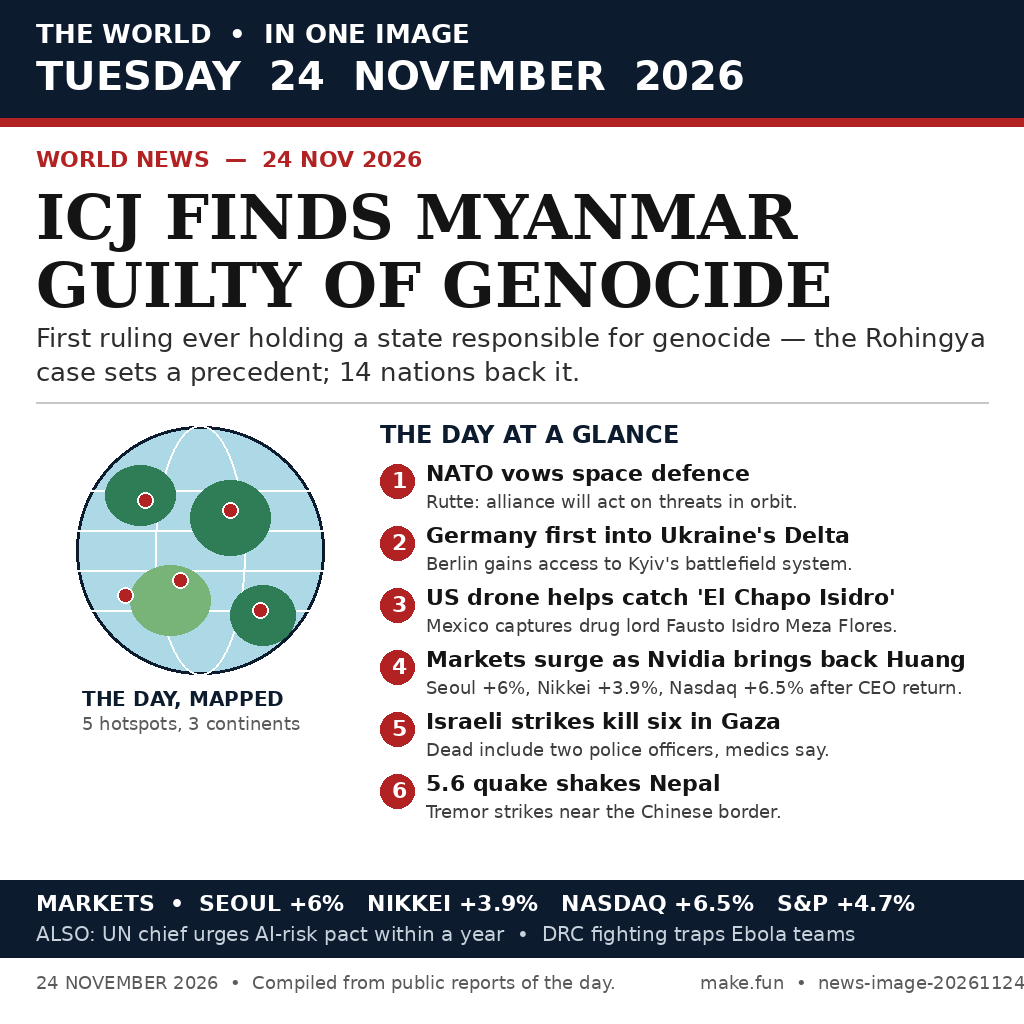 THE WORLD • IN ONE IMAGE
TUESDAY 24 NOVEMBER 2026
WORLD NEWS — 24 NOV 2026
ICJ FINDS MYANMAR
GUILTY OF GENOCIDE
First ruling ever holding a state responsible for genocide — the Rohingya
case sets a precedent; 14 nations back it.
THE DAY, MAPPED
5 hotspots, 3 continents
THE DAY AT A GLANCE
1 NATO vows space defence
Rutte: alliance will act on threats in orbit.
2 Germany first into Ukraine's Delta
Berlin gains access to Kyiv's battlefield system.
3 US drone helps catch 'El Chapo Isidro'
Mexico captures drug lord Fausto Isidro Meza Flores.
4 Markets surge as Nvidia brings back Huang
Seoul +6%, Nikkei +3.9%, Nasdaq +6.5% after CEO return.
5 Israeli strikes kill six in Gaza
Dead include two police officers, medics say.
6 5.6 quake shakes Nepal
Tremor strikes near the Chinese border.
MARKETS • SEOUL +6% NIKKEI +3.9% NASDAQ +6.5% S&P +4.7%
ALSO: UN chief urges AI-risk pact within a year • DRC fighting traps Ebola teams
24 NOVEMBER 2026 • Compiled from public reports of the day.
make.fun • news-image-20261124